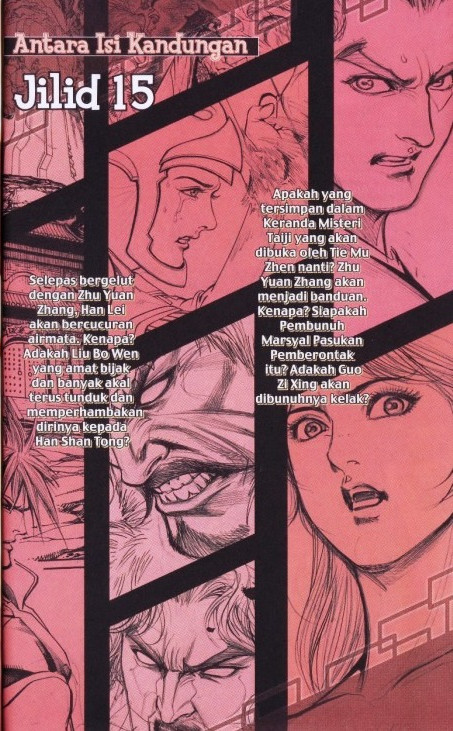 Antara Isi Kandungan
Jilid 15
Selepas bergelut
dengan Zhu Yuan
Zhang, Han Lei
akan bercucuran
airmata. Kenapa?
Adakah Liu Bo Wen
yang amat bijak
dan banyak akal
terus tunduk dan
memperhambakan
dirinya kepada
Han Shan Tong?
Apakah yang
tersimpan dalam
Keranda Misteri
Taiji yang akan
dibuka oleh Tie Mu
Zhen nanti? Zhu
Yuan Zhang akan
menjadi banduan.
Kenapa? Siapakah
Pembunuh
Marsyal Pasukan
Pemberontak
itu? Adakah Guo
Zi Xing akan
dibunuhnya kelak?